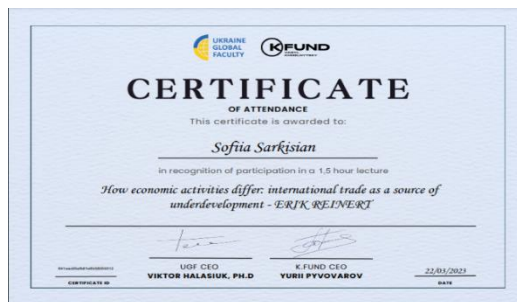 UKRAINE
GLOBAL
FACULTY
K.FUND
CERTIFICATE
OF ATTENDANCE
This certificate is awarded to:
Sofiia Sarkisian
in recognition of participation in a 1,5 hour lecture
How economic activities differ: international trade as a source of
underdevelopment - ERIK REINERT
UGF CEO
VIKTOR HALASIUK, PH.D
K.FUND CEO
YURII PYVOVAROV
22/03/2023
CERTIFICATE ID
DATE